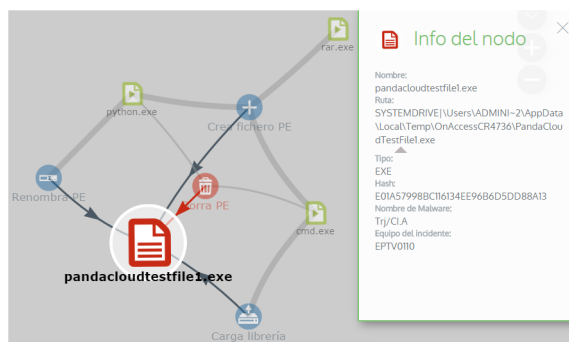 rar.exe
python.exe
Crea fichero PE
Renombra PE
orra PE
cmd.exe
pandacloudtestfile1.exe
Carga librería
Info del nodo
Nombre:
pandacloudtestfile1.exe
Ruta:
SYSTEMDRIVE|\Users\ADMINI~2\AppData
\Local\Temp\OnAccessCR4736\PandaClou
dTestFile1.exe
Tipo:
EXE
Hash:
E01A57998BC116134EE96B6D5DD88A13
Nombre de Malware:
Trj/CI.A
Equipo del incidente:
EPTV0110